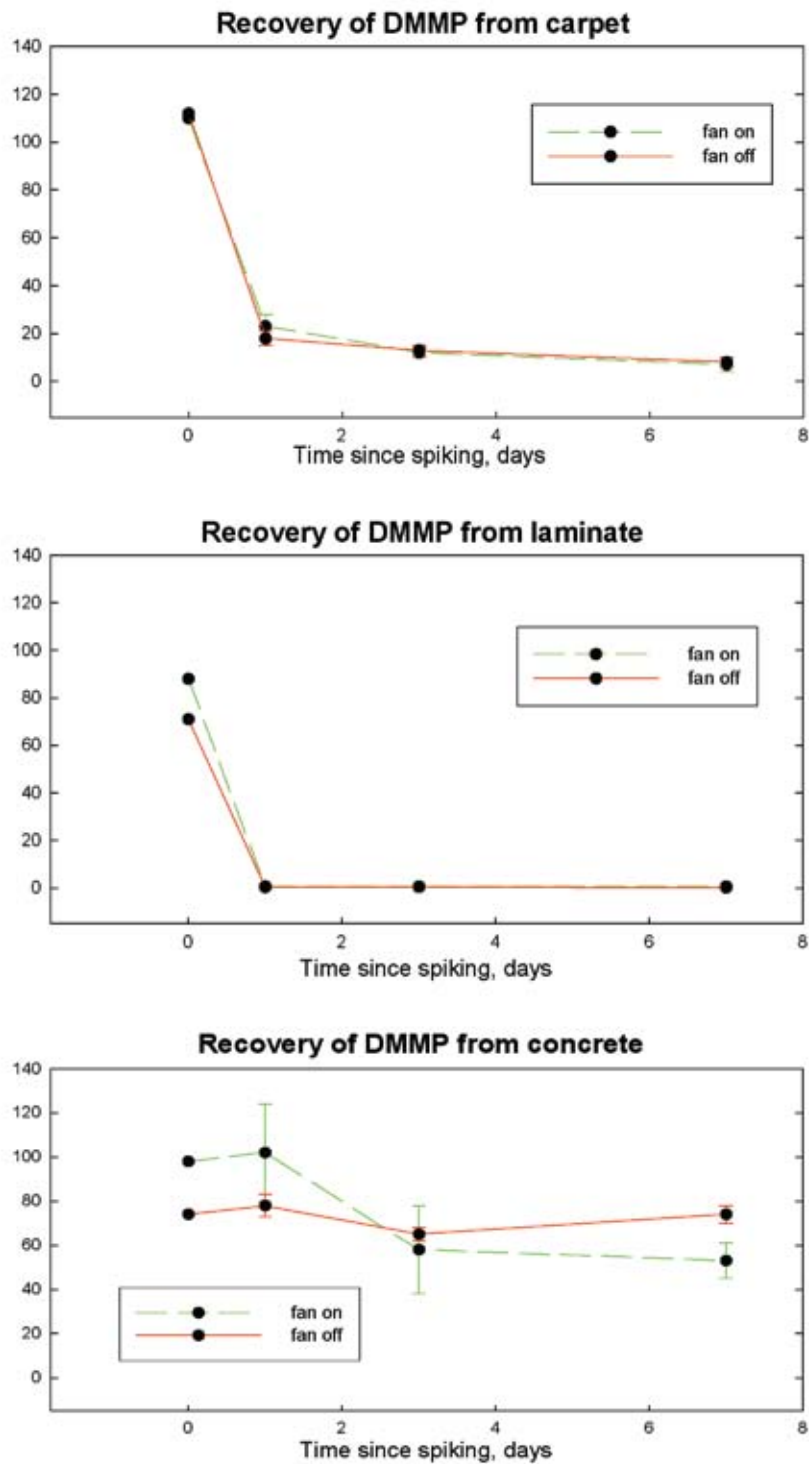 Recovery of DMMP from carpet
140
120
100
80
60
40
20
0
fan on
fan off
0 2 4 6 8
Time since spiking, days
Recovery of DMMP from laminate
140
120
100
80
60
40
20
0
fan on
fan off
0 2 4 6 8
Time since spiking, days
Recovery of DMMP from concrete
140
120
100
80
60
40
20
0
fan on
fan off
0 2 4 6 8
Time since spiking, days